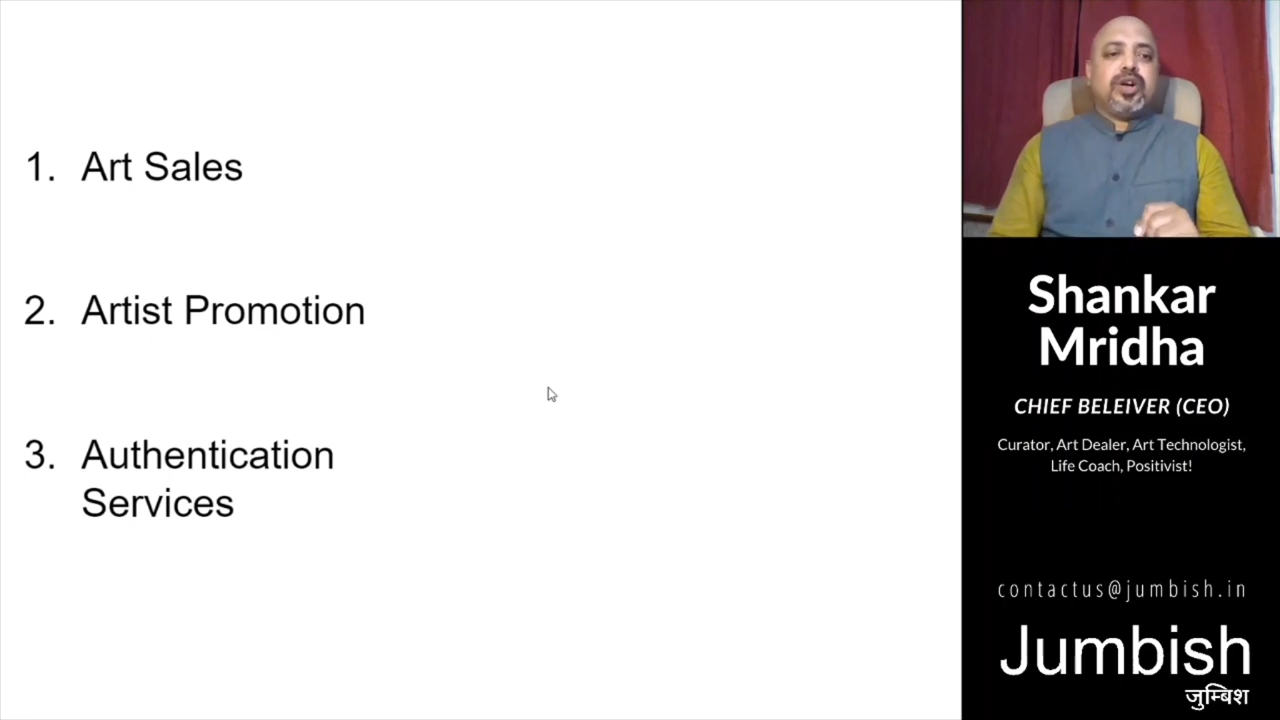 1. Art Sales
2. Artist Promotion
3. Authentication
Services
Shankar
Mridha
CHIEF BELEIVER (CEO)
Curator, Art Dealer, Art Technologist,
Life Coach, Positivist!
contactus@jumbish.in
Jumbish
जुम्बिश